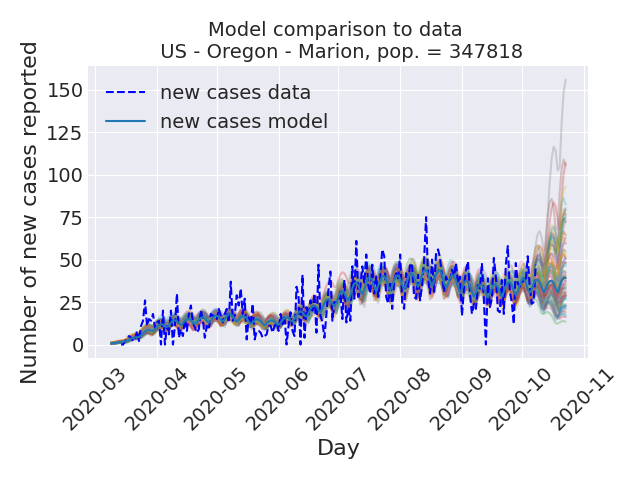 Model comparison to data
US - Oregon - Marion, pop. = 347818
Number of new cases reported
new cases data
new cases model
150
125
100
75
50
25
0
2020-03
2020-04
2020-05
2020-06
2020-07
2020-08
2020-09
2020-10
2020-11
Day